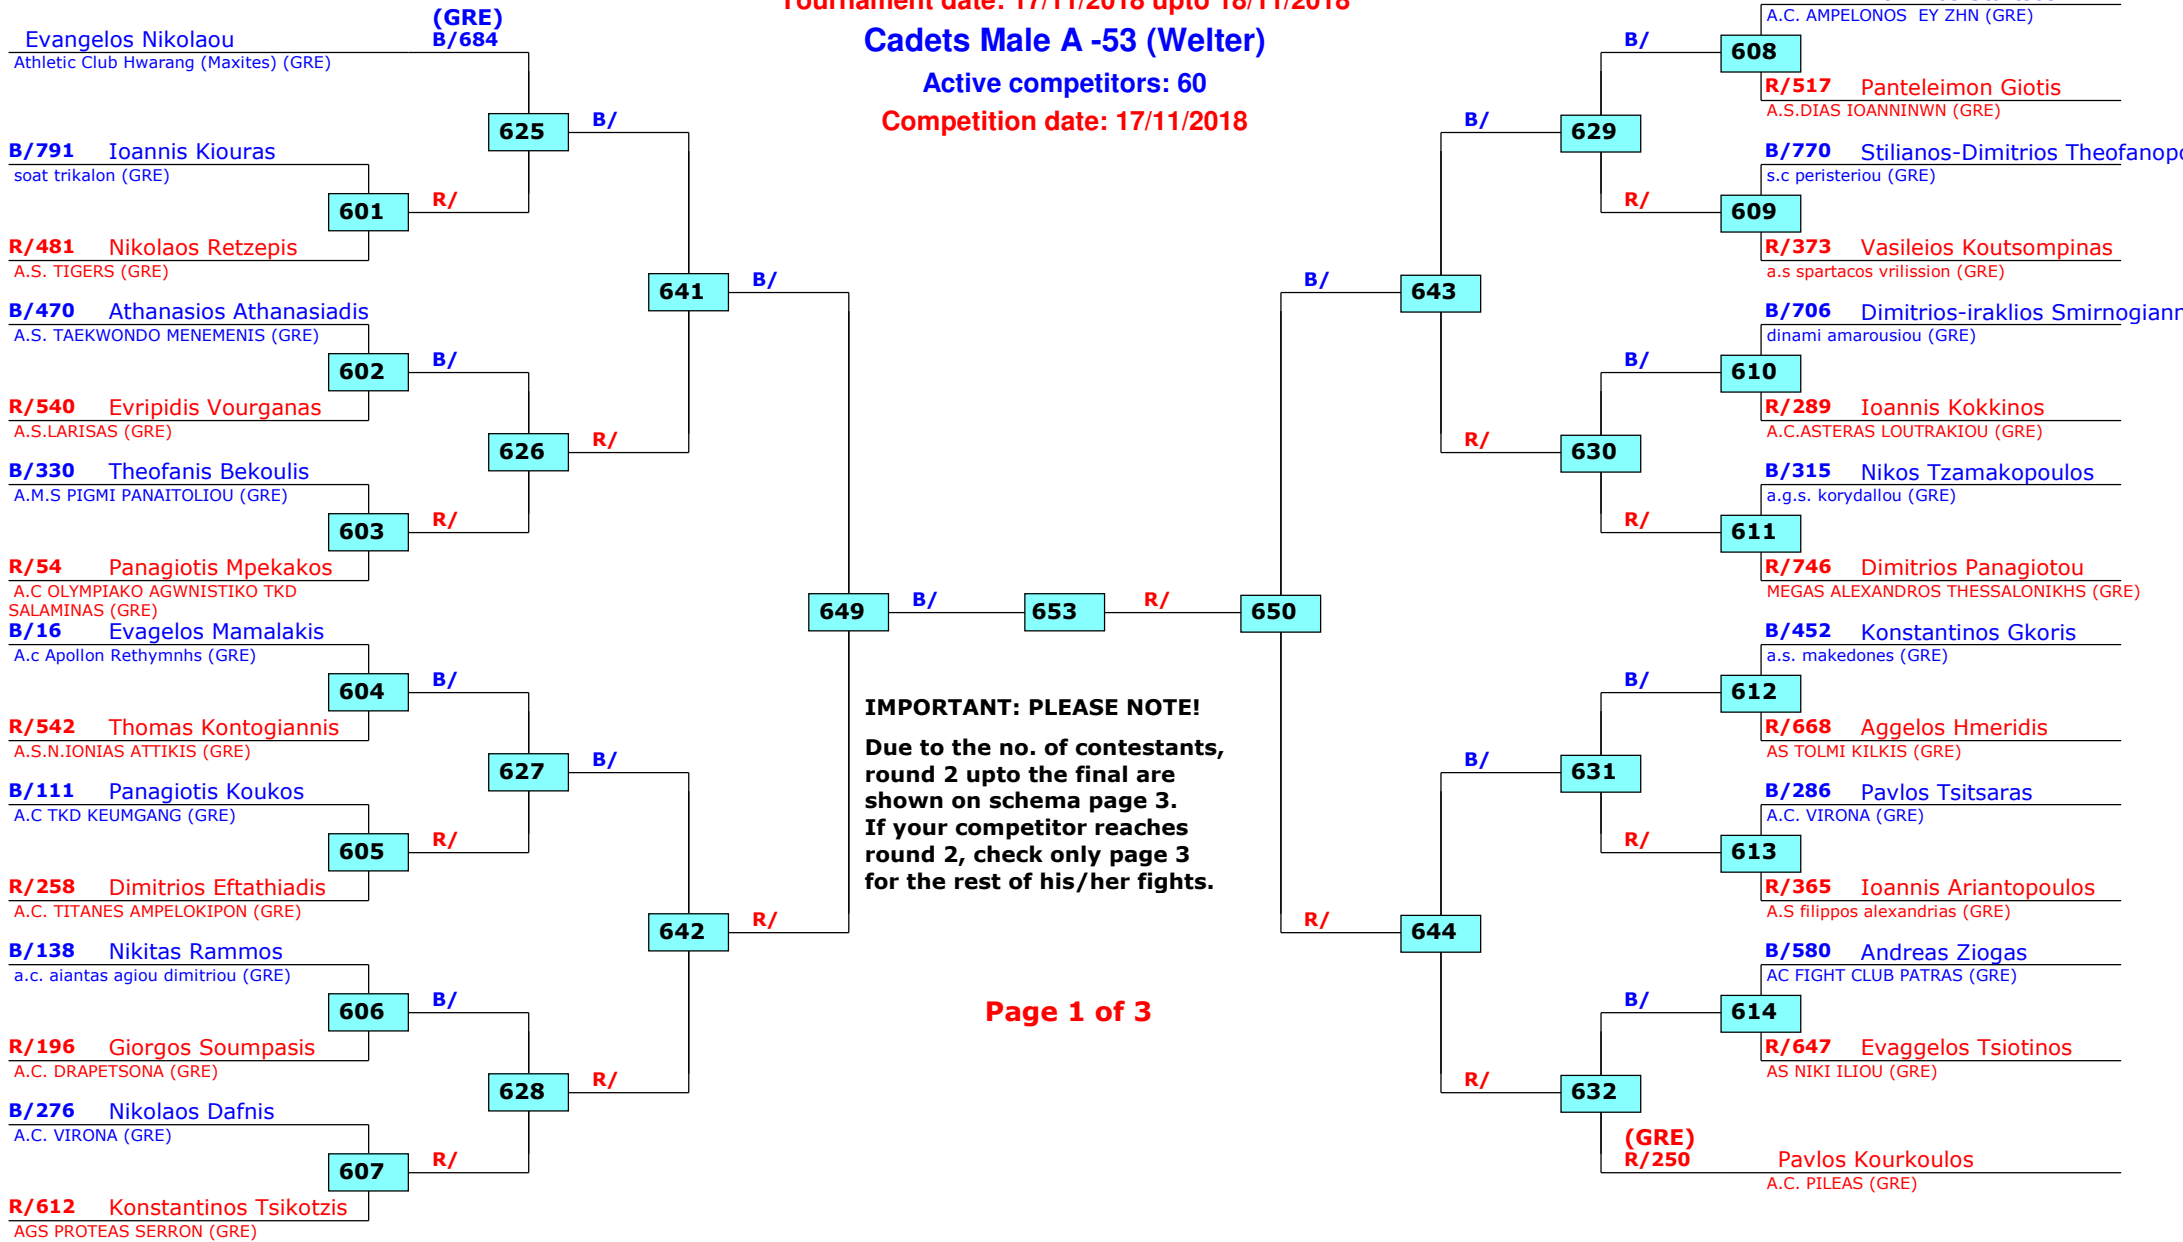 Tournament date: 17/11/2018 upto 18/11/2018
Cadets Male A -53 (Welter)
Active competitors: 60
Competition date: 17/11/2018
(GRE)
Evangelos Nikolaou B/684
Athletic Club Hwarang (Maxites) (GRE)
625
B/
B/791 Ioannis Kiouras
soat trikalon (GRE)
601
R/
R/481 Nikolaos Retzepis
A.S. TIGERS (GRE)
641
B/
B/470 Athanasios Athanasiadis
A.S. TAEKWONDO MENEMENIS (GRE)
602
B/
R/540 Evripidis Vourganas
A.S.LARISAS (GRE)
626
R/
B/330 Theofanis Bekoulis
A.M.S PIGMI PANAITOLIOU (GRE)
603
R/
R/54 Panagiotis Mpekakos
A.C OLYMPIAKO AGWNISTIKO TKD
SALAMINAS (GRE)
649
B/
653
R/
650
B/16 Evagelos Mamalakis
A.c Apollon Rethymnhs (GRE)
604
B/
R/542 Thomas Kontogiannis
A.S.N.IONIAS ATTIKIS (GRE)
627
B/
B/111 Panagiotis Koukos
A.C TKD KEUMGANG (GRE)
605
R/
R/258 Dimitrios Eftathiadis
A.C. TITANES AMPELOKIPON (GRE)
642
R/
B/138 Nikitas Rammos
a.c. aiantas agiou dimitriou (GRE)
606
B/
R/196 Giorgos Soumpasis
A.C. DRAPETSONA (GRE)
628
R/
B/276 Nikolaos Dafnis
A.C. VIRONA (GRE)
607
R/
R/612 Konstantinos Tsikotzis
AGS PROTEAS SERRON (GRE)
IMPORTANT: PLEASE NOTE!
Due to the no. of contestants,
round 2 upto the final are
shown on schema page 3.
If your competitor reaches
round 2, check only page 3
for the rest of his/her fights.
Page 1 of 3
A.C. AMPELONOS EY ZHN (GRE)
B/
608
R/517 Panteleimon Giotis
A.S.DIAS IOANNINWN (GRE)
B/
629
B/770 Stilianos-Dimitrios Theofanopo
s.c peristeriou (GRE)
R/
609
R/373 Vasileios Koutsompinas
a.s spartacos vrilission (GRE)
B/
643
B/706 Dimitrios-iraklios Smirnogiann
dinami amarousiou (GRE)
B/
610
R/289 Ioannis Kokkinos
A.C.ASTERAS LOUTRAKIOU (GRE)
R/
630
B/315 Nikos Tzamakopoulos
a.g.s. korydallou (GRE)
R/
611
R/746 Dimitrios Panagiotou
MEGAS ALEXANDROS THESSALONIKHS (GRE)
B/452 Konstantinos Gkoris
a.s. makedones (GRE)
B/
612
R/668 Aggelos Hmeridis
AS TOLMI KILKIS (GRE)
B/
631
B/286 Pavlos Tsitsaras
A.C. VIRONA (GRE)
R/
613
R/365 Ioannis Ariantopoulos
A.S filippos alexandrias (GRE)
R/
644
B/580 Andreas Ziogas
AC FIGHT CLUB PATRAS (GRE)
B/
614
R/647 Evaggelos Tsiotinos
AS NIKI ILIOU (GRE)
R/
632
(GRE)
R/250 Pavlos Kourkoulos
A.C. PILEAS (GRE)